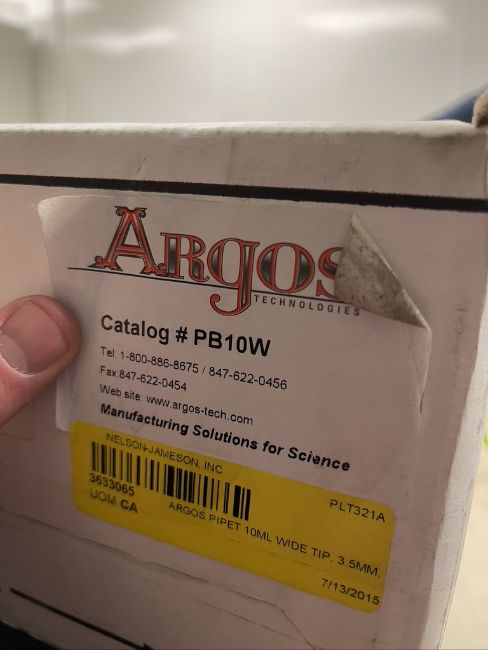 ARGOS
TECHNOLOGIES
Catalog # PB10W
Tel: 1-800-886-8675 / 847-622-0456
Fax:847-622-0454
Web site: www.argos-tech.com
Manufacturing Solutions for Science
NELSON-JAMESON, INC
3633065
PLT321A
UOM CA
ARGOS PIPET 10ML WIDE TIP, 3.5MM,
7/13/2015